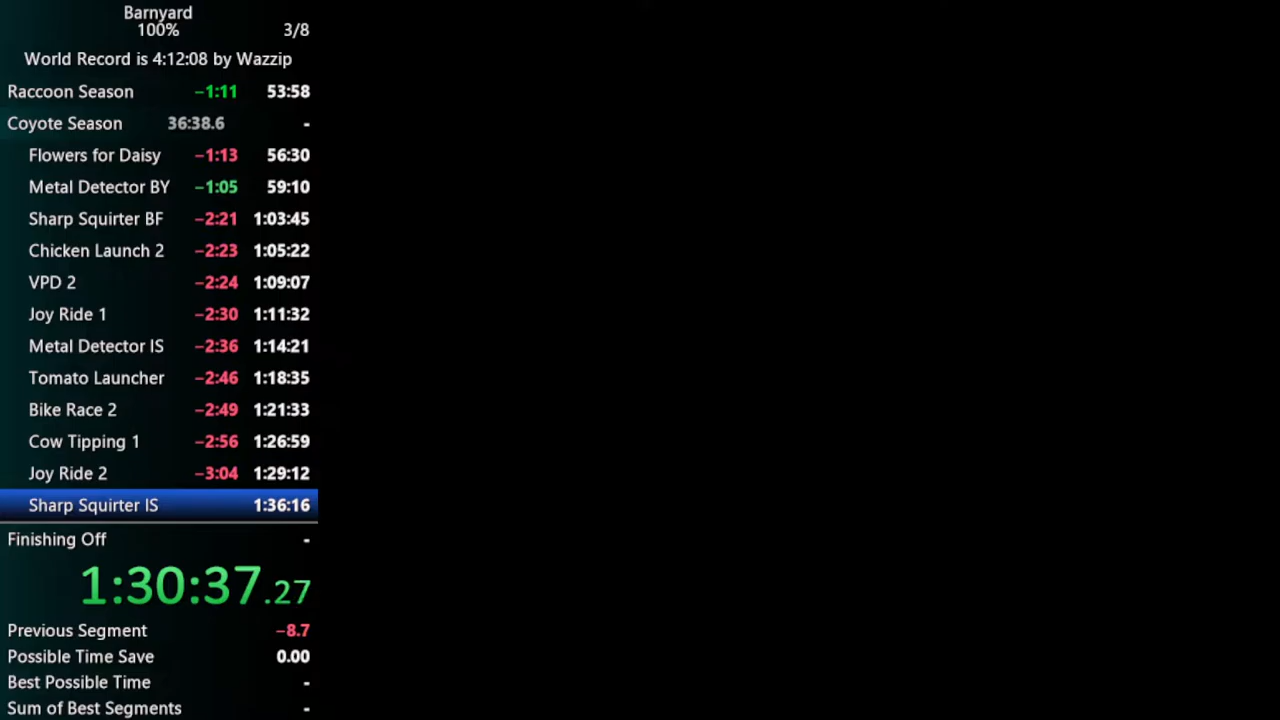 Barnyard
100% 3/8
World Record is 4:12:08 by Wazzip
Raccoon Season −1:11 53:58
Coyote Season 36:38.6 -
Flowers for Daisy −1:13 56:30
Metal Detector BY −1:05 59:10
Sharp Squirter BF −2:21 1:03:45
Chicken Launch 2 −2:23 1:05:22
VPD 2 −2:24 1:09:07
Joy Ride 1 −2:30 1:11:32
Metal Detector IS −2:36 1:14:21
Tomato Launcher −2:46 1:18:35
Bike Race 2 −2:49 1:21:33
Cow Tipping 1 −2:56 1:26:59
Joy Ride 2 −3:04 1:29:12
Sharp Squirter IS 1:36:16
Finishing Off -
1:30:37.27
Previous Segment −8.7
Possible Time Save 0.00
Best Possible Time -
Sum of Best Segments -